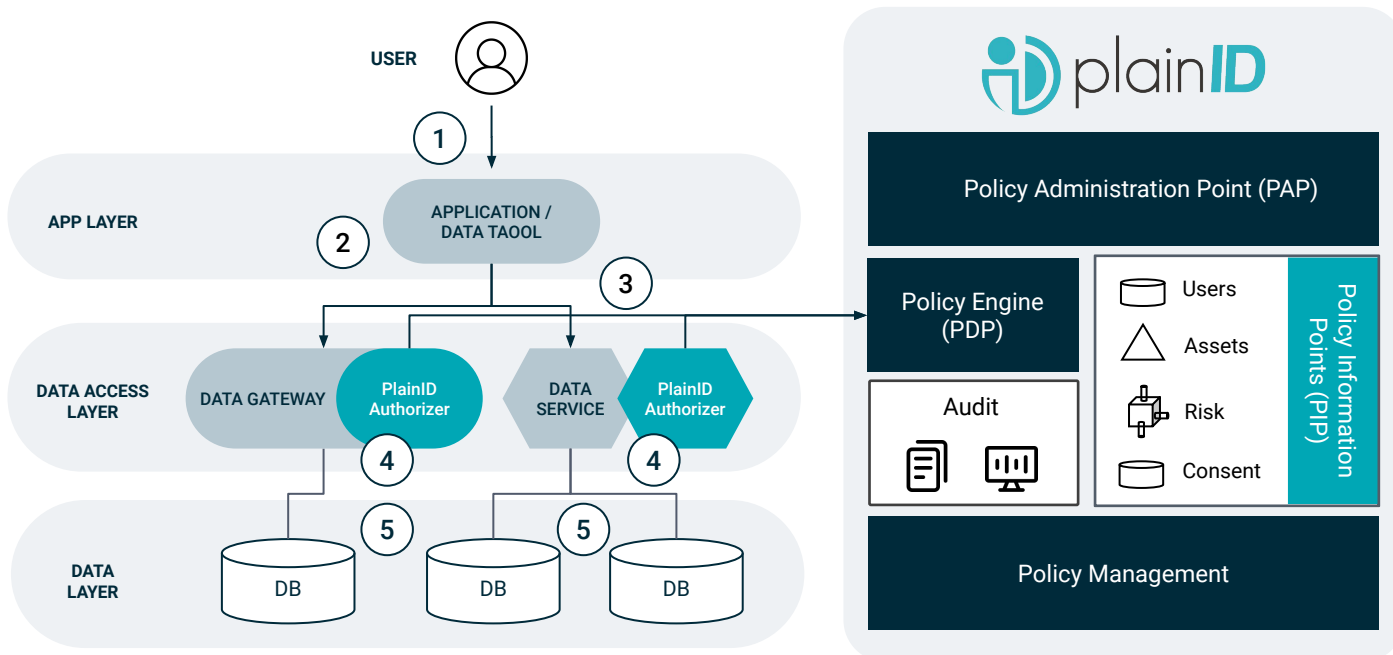 USER
1
APP LAYER
APPLICATION /
DATA TAOOL
2
3
DATA ACCESS
LAYER
DATA GATEWAY
PlainID
Authorizer
DATA
SERVICE
PlainID
Authorizer
4
4
5
5
DATA
LAYER
DB
DB
DB
plainID
Policy Administration Point (PAP)
Policy Engine
(PDP)
Users
Assets
Risk
Consent
Policy Information
Points (PIP)
Audit
Policy Management